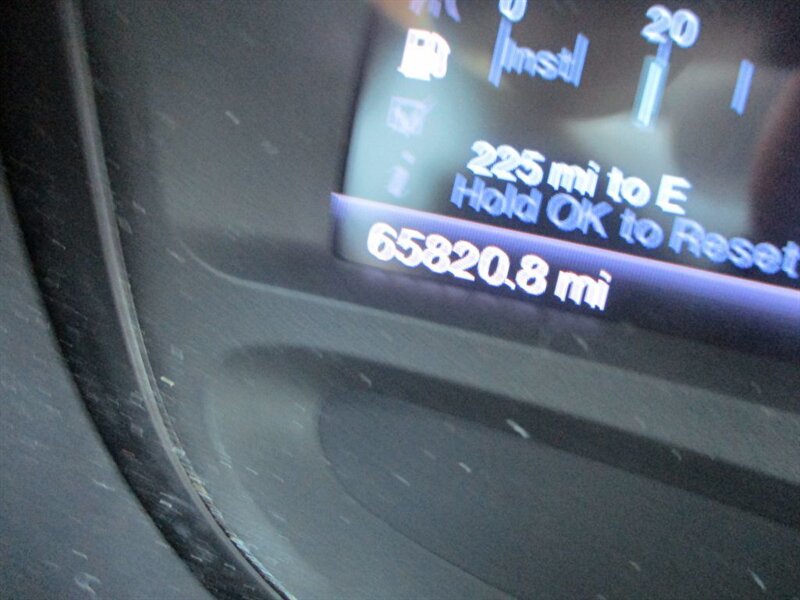 0 20
Inst
225 mi to E
Hold OK to Reset
65820.8 mi